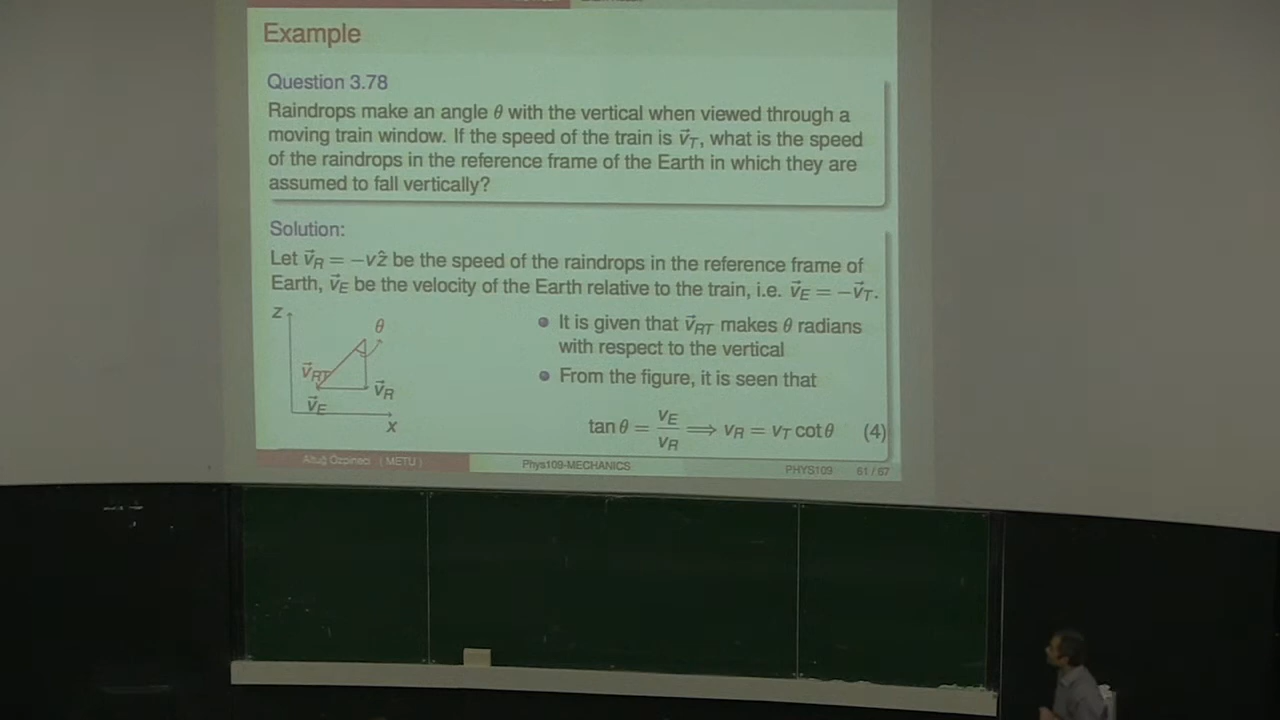 Example
Question 3.78
Raindrops make an angle θ with the vertical when viewed through a
moving train window. If the speed of the train is v⃗_T, what is the speed
of the raindrops in the reference frame of the Earth in which they are
assumed to fall vertically?
Solution:
Let v⃗_R = −vẑ be the speed of the raindrops in the reference frame of
Earth, v⃗_E be the velocity of the Earth relative to the train, i.e. v⃗_E = −v⃗_T.
z
θ
v⃗_RT
v⃗_R
v⃗_E
x
It is given that v⃗_RT makes θ radians
with respect to the vertical
From the figure, it is seen that
tan θ = v_E / v_R ⟹ v_R = v_T cot θ (4)
Altuğ Özpineci ( METU ) Phys109-MECHANICS PHYS109 61 / 67